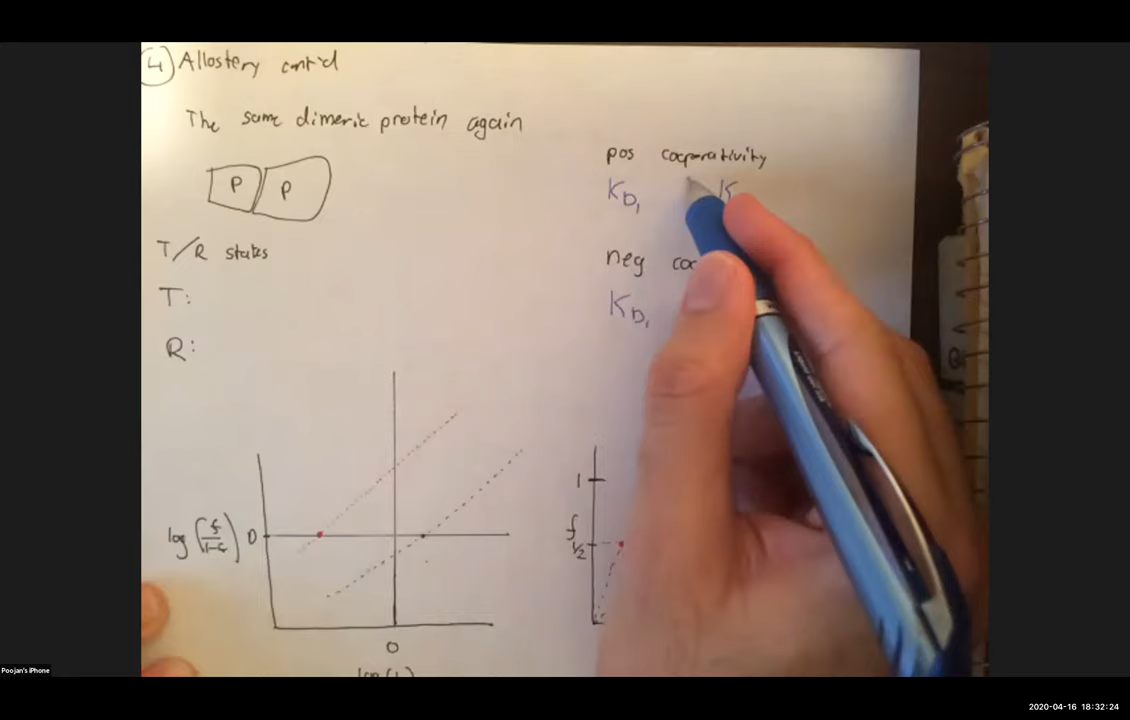 4 Allostery cont'd
The same dimeric protein again
P P
pos cooperativity
K_D1 K
T/R states
neg coo
T:
K_D1
R:
1
log (f/1-f) 0
f
1/2
0
Poojan's iPhone
2020-04-16 18:32:24